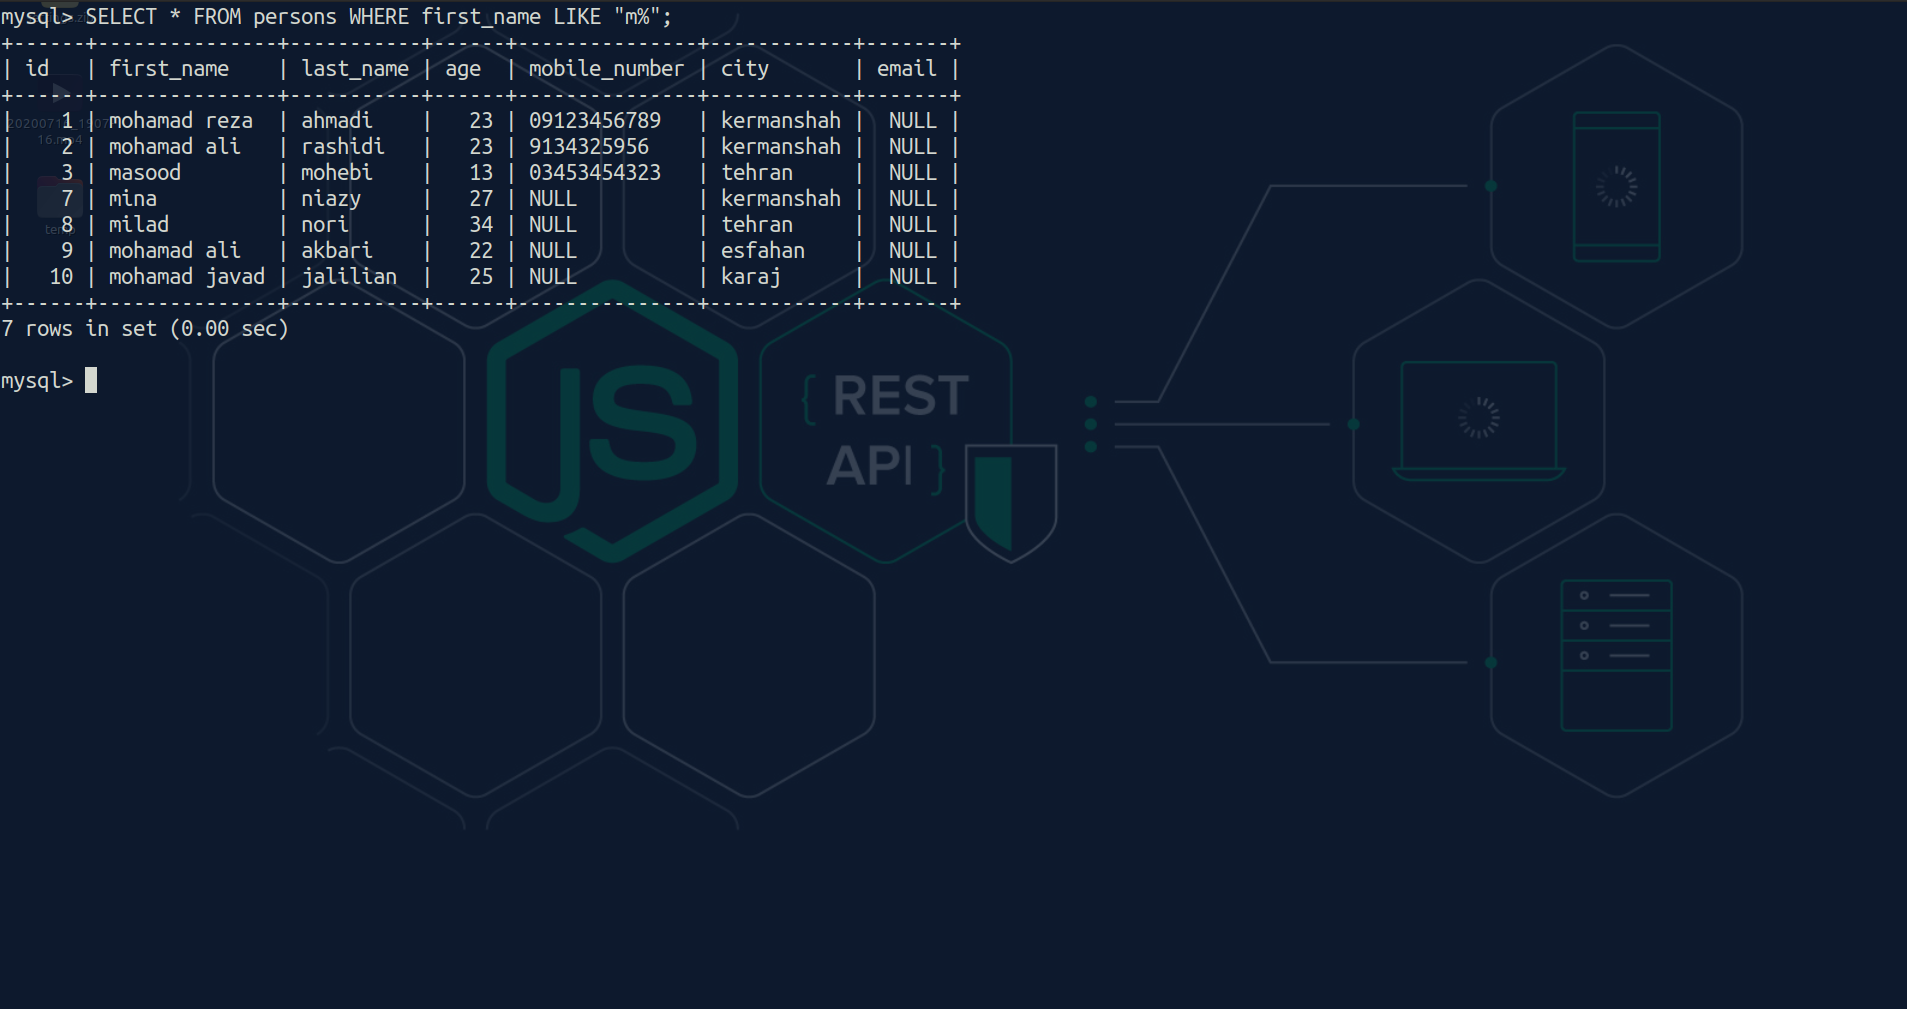 mysql> SELECT * FROM persons WHERE first_name LIKE "m%";
+------+---------------+-----------+------+---------------+------------+-------+
| id   | first_name    | last_name | age  | mobile_number | city       | email |
+------+---------------+-----------+------+---------------+------------+-------+
|    1 | mohamad reza  | ahmadi    |   23 | 09123456789   | kermanshah |  NULL |
|    2 | mohamad ali   | rashidi   |   23 | 9134325956    | kermanshah |  NULL |
|    3 | masood        | mohebi    |   13 | 03453454323   | tehran     |  NULL |
|    7 | mina          | niazy     |   27 | NULL          | kermanshah |  NULL |
|    8 | milad         | nori      |   34 | NULL          | tehran     |  NULL |
|    9 | mohamad ali   | akbari    |   22 | NULL          | esfahan    |  NULL |
|   10 | mohamad javad | jalilian  |   25 | NULL          | karaj      |  NULL |
+------+---------------+-----------+------+---------------+------------+-------+
7 rows in set (0.00 sec)
mysql>
16.mp4
temp
JS
{ REST
API }